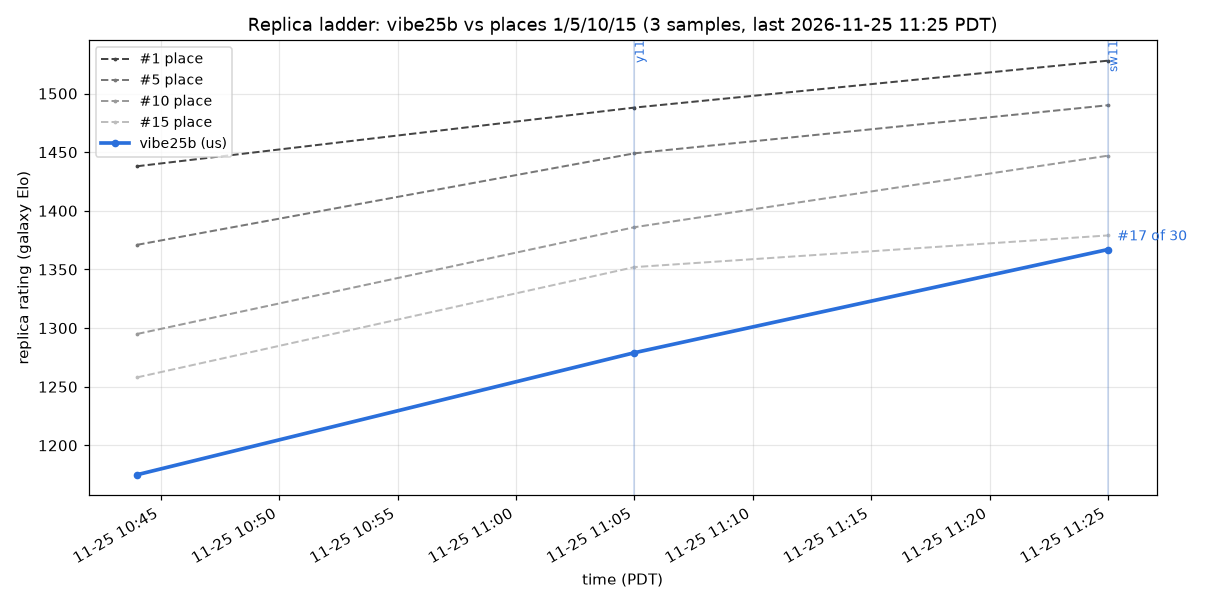 Replica ladder: vibe25b vs places 1/5/10/15 (3 samples, last 2026-11-25 11:25 PDT)
#1 place
#5 place
#10 place
#15 place
vibe25b (us)
y11
sw11
#17 of 30
replica rating (galaxy Elo)
1500
1450
1400
1350
1300
1250
1200
11-25 10:45
11-25 10:50
11-25 10:55
11-25 11:00
11-25 11:05
11-25 11:10
11-25 11:15
11-25 11:20
11-25 11:25
time (PDT)